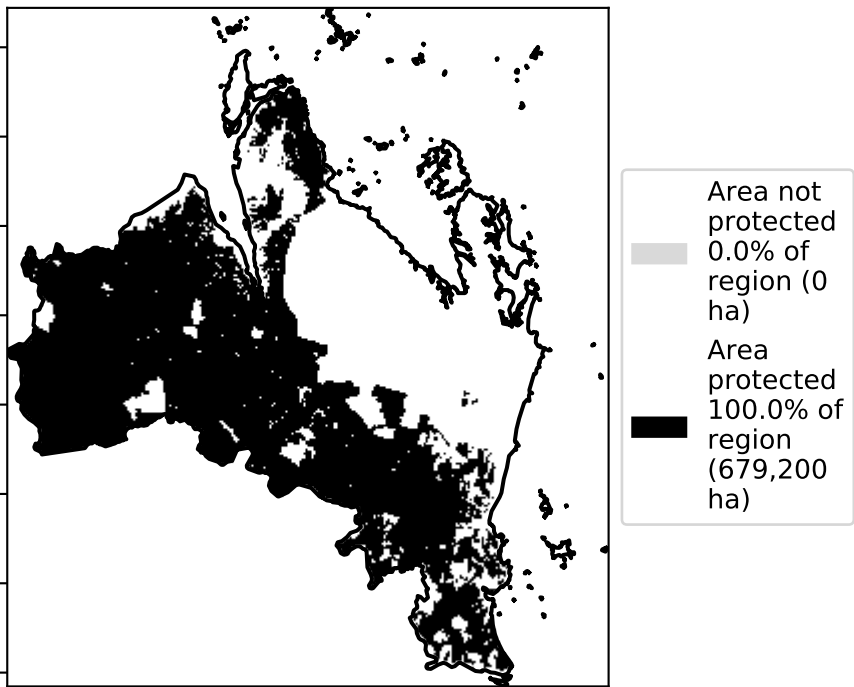 Area not
protected
0.0% of
region (0
ha)
Area
protected
100.0% of
region
(679,200
ha)